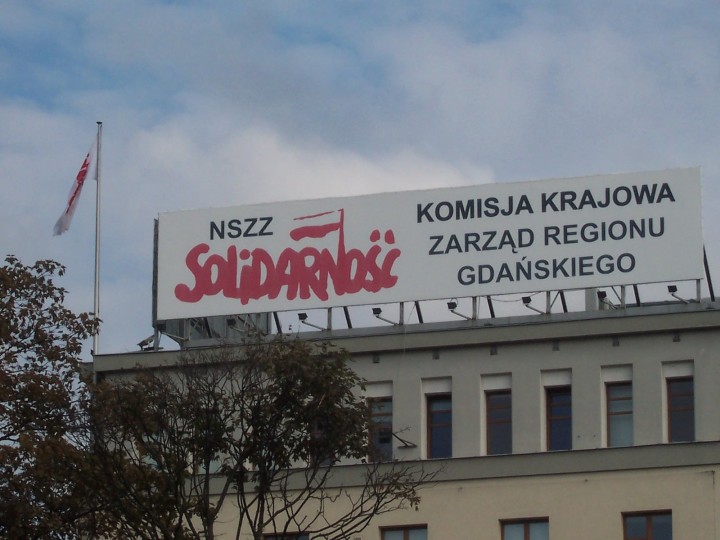 NSZZ
SOLIDARNOŚĆ
KOMISJA KRAJOWA
ZARZĄD REGIONU
GDAŃSKIEGO